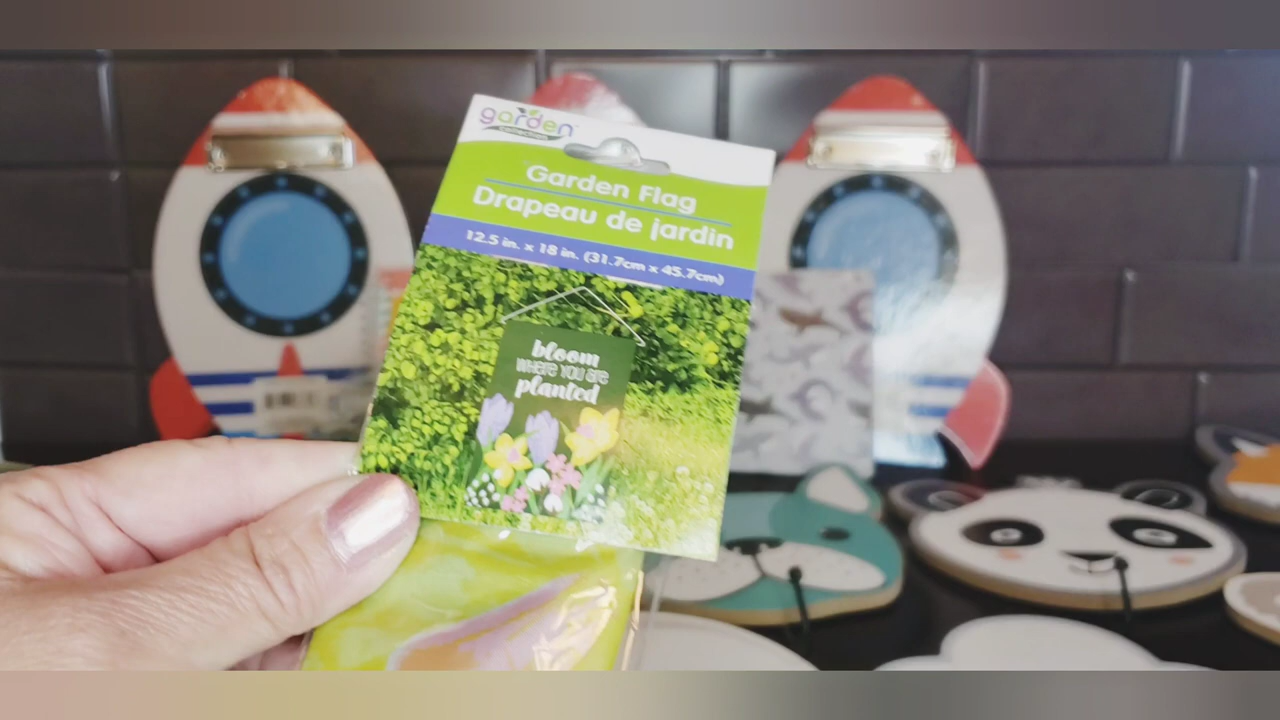 garden
collection
Garden Flag
Drapeau de jardin
12.5 in. x 18 in. (31.7cm x 45.7cm)
bloom
WHERE YOU ARE
planted